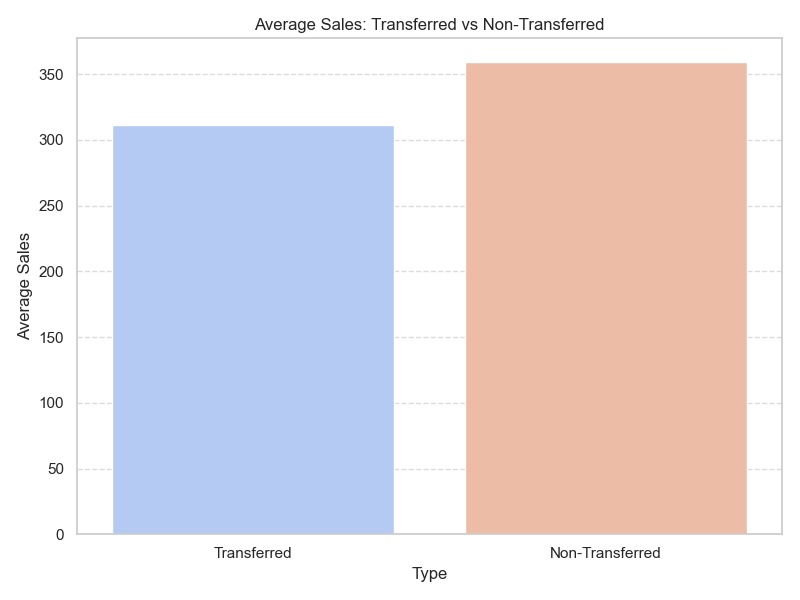 Average Sales: Transferred vs Non-Transferred
Average Sales
350
300
250
200
150
100
50
0
Transferred
Non-Transferred
Type